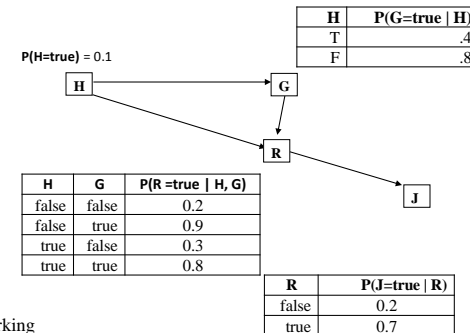 H P(G=true | H)
T .4
F .8
P(H=true) = 0.1
H
G
R
J
H G P(R =true | H, G)
false false 0.2
false true 0.9
true false 0.3
true true 0.8
R P(J=true | R)
false 0.2
true 0.7